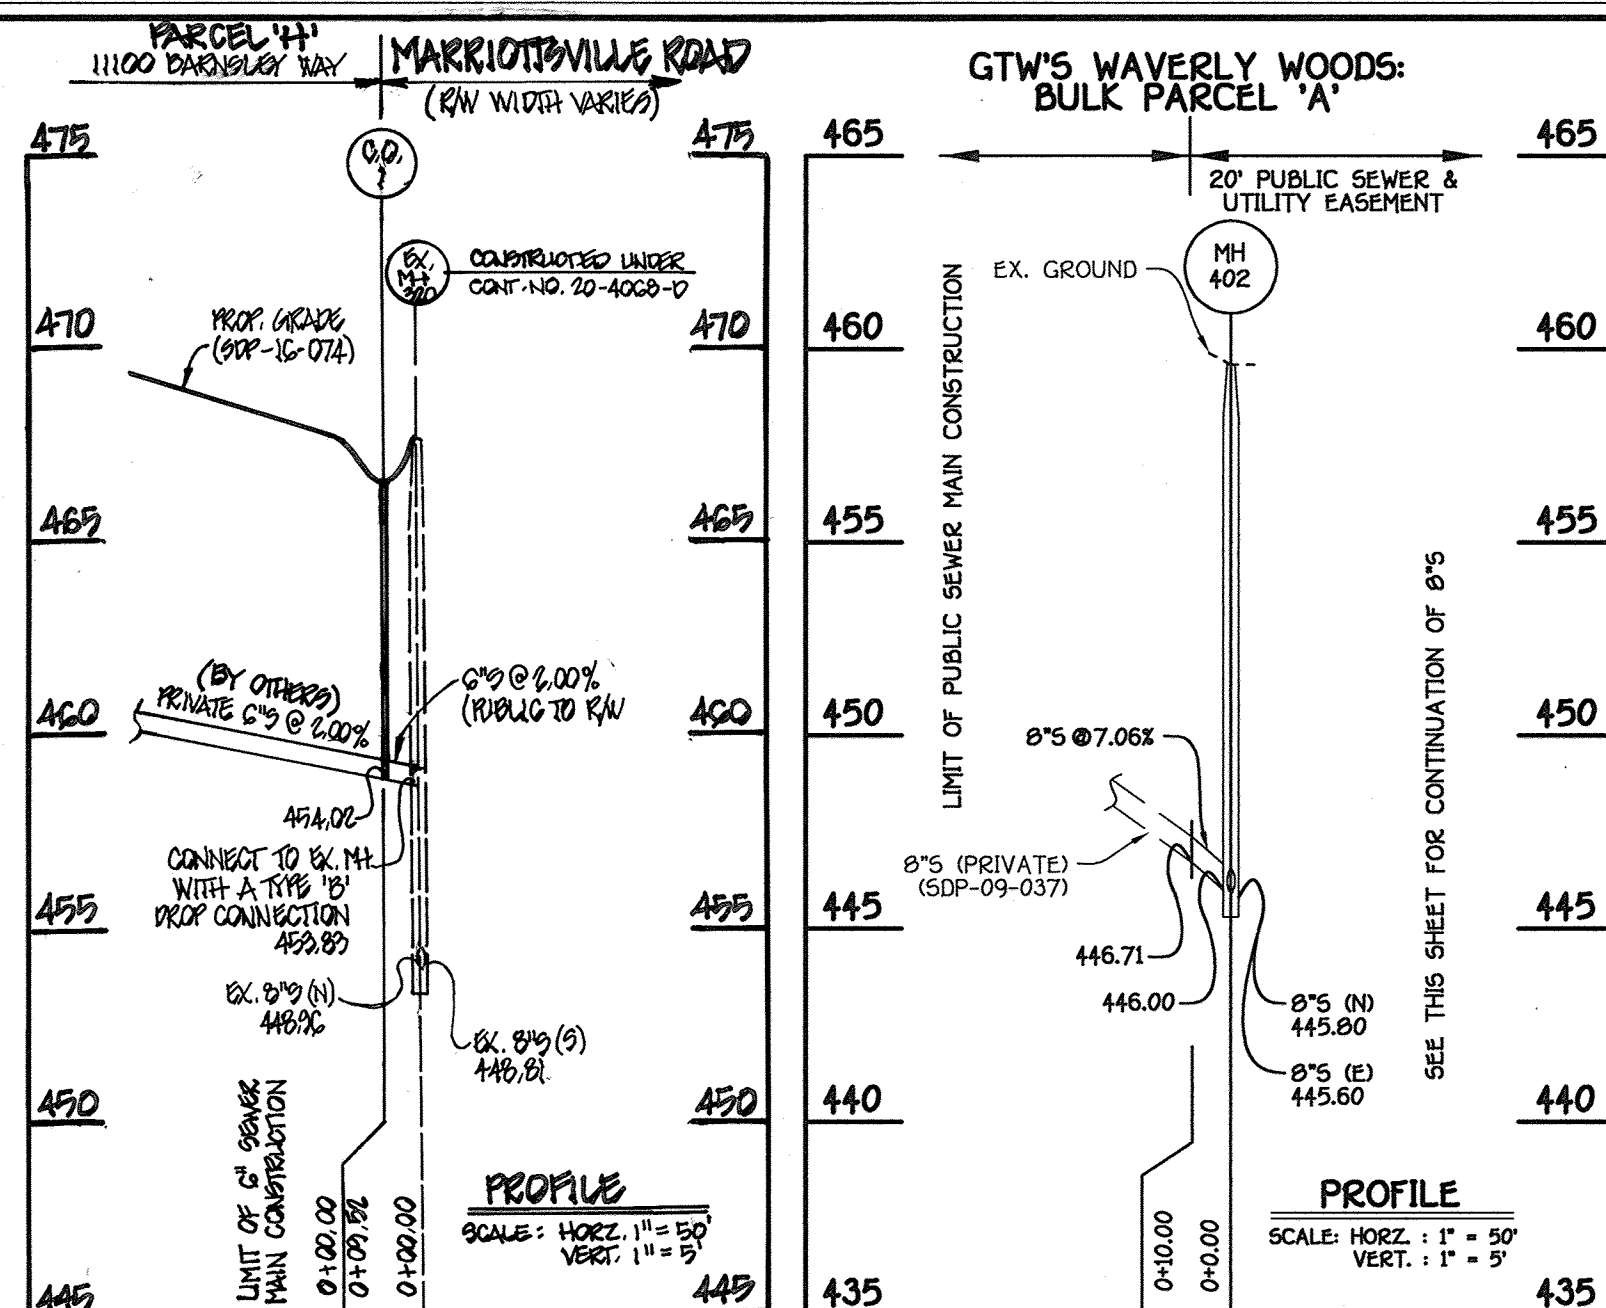 PARCEL 'H'
11100 BARNSLEY WAY
MARRIOTTSVILLE ROAD
(R/W WIDTH VARIES)
475
475
C.O.
1
EX.
MH
320
CONSTRUCTED UNDER
CONT. NO. 20-4068-D
470
470
PROP. GRADE
(SDP-16-074)
465
465
(BY OTHERS)
PRIVATE 6"S @ 2.00%
6"S @ 2.00%
(PUBLIC TO R/W
460
460
454.02
CONNECT TO EX. MH
WITH A TYPE 'B'
DROP CONNECTION
453.83
455
455
EX. 8"S (N)
448.96
EX. 8"S (S)
448.81
450
450
LIMIT OF 6" SEWER
MAIN CONSTRUCTION
0+00.00
0+09.52
0+00.00
PROFILE
SCALE: HORZ. 1" = 50'
VERT. 1" = 5'
445
445
GTW'S WAVERLY WOODS:
BULK PARCEL 'A'
465
465
20' PUBLIC SEWER &
UTILITY EASEMENT
MH
402
EX. GROUND
460
460
LIMIT OF PUBLIC SEWER MAIN CONSTRUCTION
455
455
SEE THIS SHEET FOR CONTINUATION OF 8"S
450
450
8"S @7.06%
8"S (PRIVATE)
(SDP-09-037)
445
445
446.71
446.00
8"S (N)
445.80
8"S (E)
445.60
440
440
0+10.00
0+0.00
PROFILE
SCALE: HORZ. : 1" = 50'
VERT. : 1" = 5'
435
435